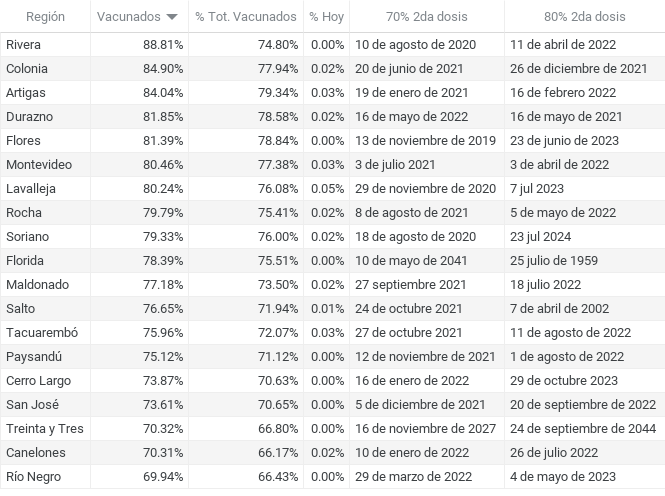 Región Vacunados % Tot. Vacunados % Hoy 70% 2da dosis 80% 2da dosis
Rivera 88.81% 74.80% 0.00% 10 de agosto de 2020 11 de abril de 2022
Colonia 84.90% 77.94% 0.02% 20 de junio de 2021 26 de diciembre de 2021
Artigas 84.04% 79.34% 0.03% 19 de enero de 2021 16 de febrero 2022
Durazno 81.85% 78.58% 0.02% 16 de mayo de 2022 16 de mayo de 2021
Flores 81.39% 78.84% 0.00% 13 de noviembre de 2019 23 de junio de 2023
Montevideo 80.46% 77.38% 0.03% 3 de julio 2021 3 de abril de 2022
Lavalleja 80.24% 76.08% 0.05% 29 de noviembre de 2020 7 jul 2023
Rocha 79.79% 75.41% 0.02% 8 de agosto de 2021 5 de mayo de 2022
Soriano 79.33% 76.00% 0.02% 18 de agosto de 2020 23 jul 2024
Florida 78.39% 75.51% 0.00% 10 de mayo de 2041 25 julio de 1959
Maldonado 77.18% 73.50% 0.02% 27 septiembre de 2021 18 julio 2022
Salto 76.65% 71.94% 0.01% 24 de octubre 2021 7 de abril de 2002
Tacuarembó 75.96% 72.07% 0.03% 27 de octubre 2021 11 de agosto de 2022
Paysandú 75.12% 71.12% 0.00% 12 de noviembre de 2021 1 de agosto de 2022
Cerro Largo 73.87% 70.63% 0.00% 16 de enero de 2022 29 de octubre 2023
San José 73.61% 70.65% 0.00% 5 de diciembre de 2021 20 de septiembre de 2022
Treinta y Tres 70.32% 66.80% 0.00% 16 de noviembre de 2027 24 de septiembre de 2044
Canelones 70.31% 66.17% 0.02% 10 de enero de 2022 26 de julio 2022
Río Negro 69.94% 66.43% 0.00% 29 de marzo de 2022 4 de mayo de 2023